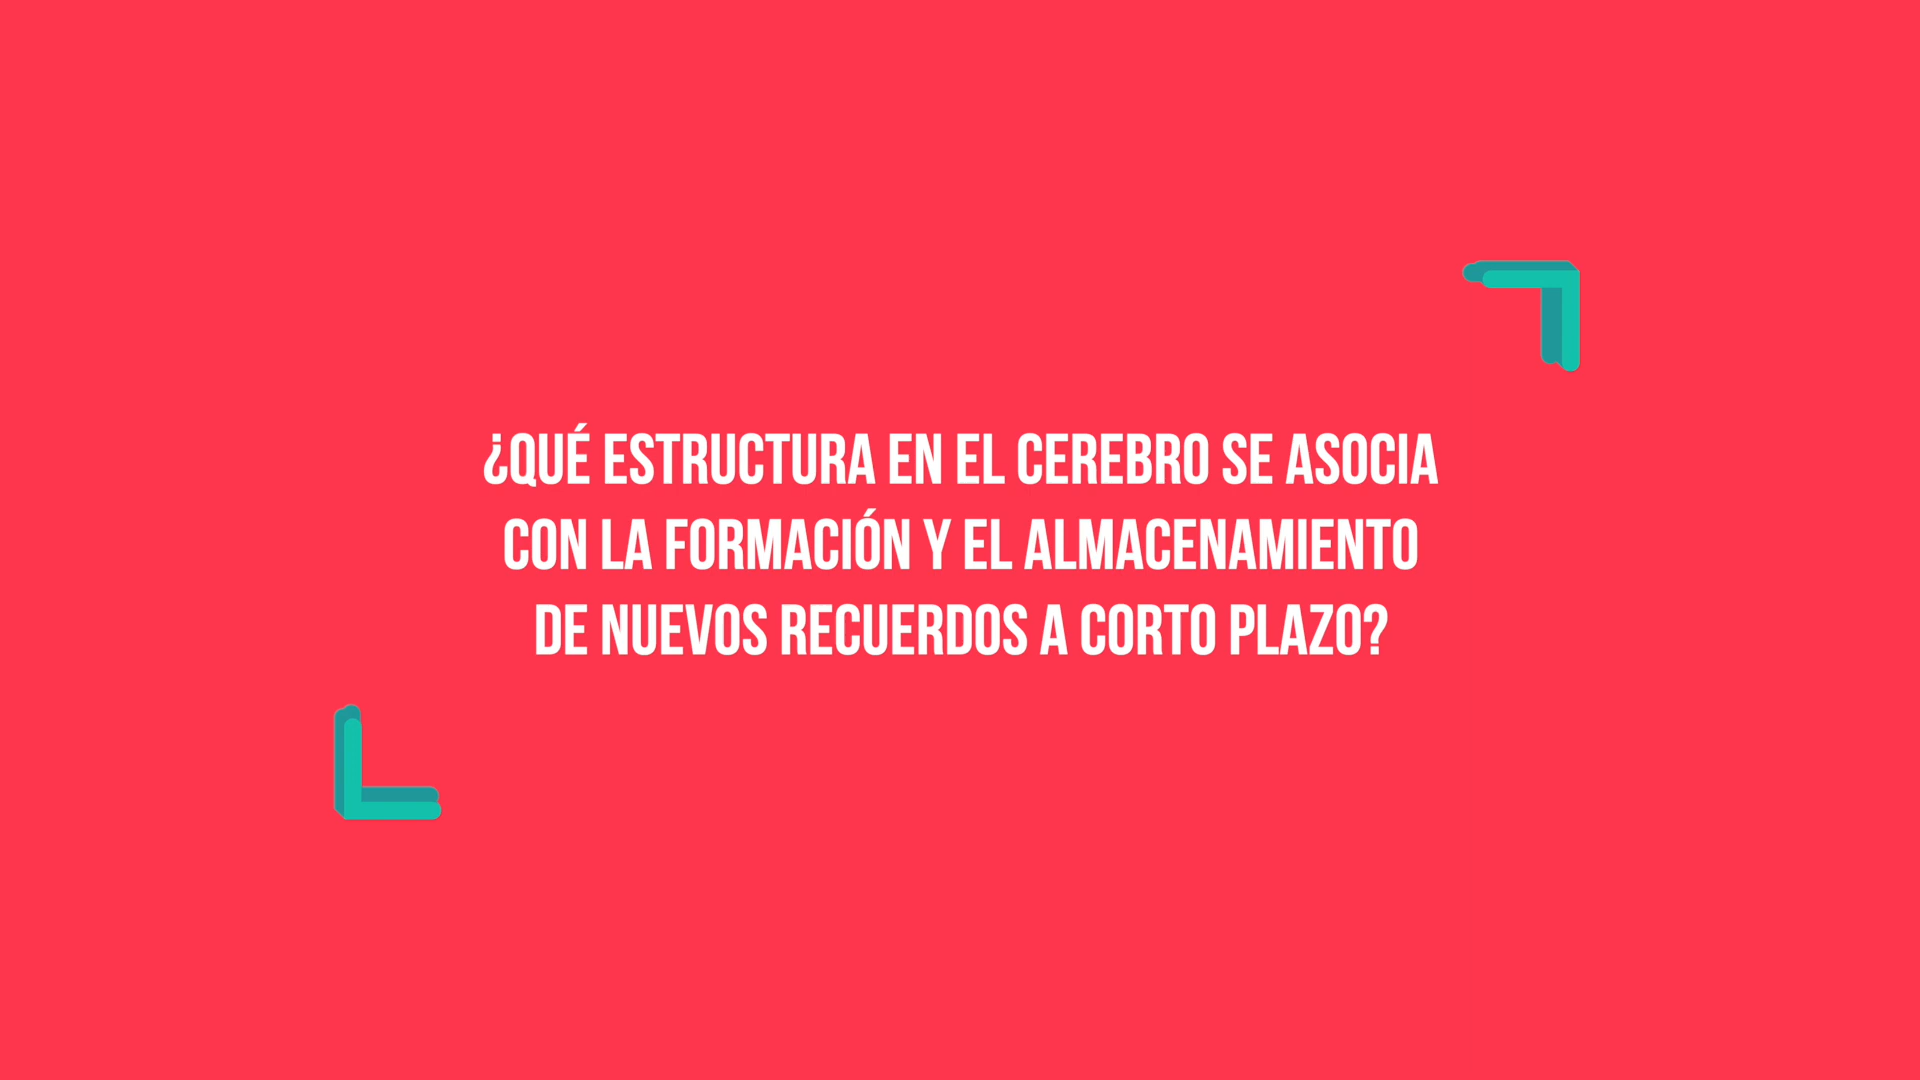 ¿QUÉ ESTRUCTURA EN EL CEREBRO SE ASOCIA
CON LA FORMACIÓN Y EL ALMACENAMIENTO
DE NUEVOS RECUERDOS A CORTO PLAZO?